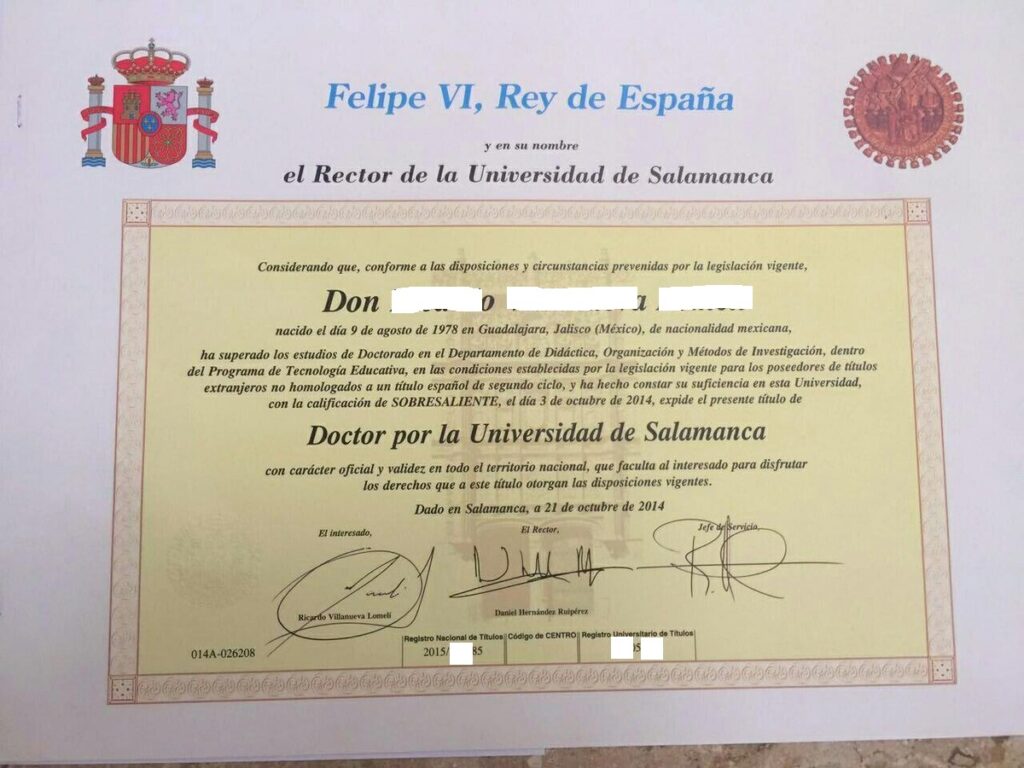 Felipe VI, Rey de España
y en su nombre
el Rector de la Universidad de Salamanca
Considerando que, conforme a las disposiciones y circunstancias prevenidas por la legislación vigente,
Don
nacido el día 9 de agosto de 1978 en Guadalajara, Jalisco (México), de nacionalidad mexicana,
ha superado los estudios de Doctorado en el Departamento de Didáctica, Organización y Métodos de Investigación, dentro
del Programa de Tecnología Educativa, en las condiciones establecidas por la legislación vigente para los poseedores de títulos
extranjeros no homologados a un título español de segundo ciclo, y ha hecho constar su suficiencia en esta Universidad,
con la calificación de SOBRESALIENTE, el día 3 de octubre de 2014, expide el presente título de
Doctor por la Universidad de Salamanca
con carácter oficial y validez en todo el territorio nacional, que faculta al interesado para disfrutar
los derechos que a este título otorgan las disposiciones vigentes.
Dado en Salamanca, a 21 de octubre de 2014
El interesado, El Rector, Jefe de Servicio,
Ricardo Villanueva Lomelí Daniel Hernández Ruipérez
Registro Nacional de Títulos Código de CENTRO Registro Universitario de Títulos
014A-026208 2015/ 85